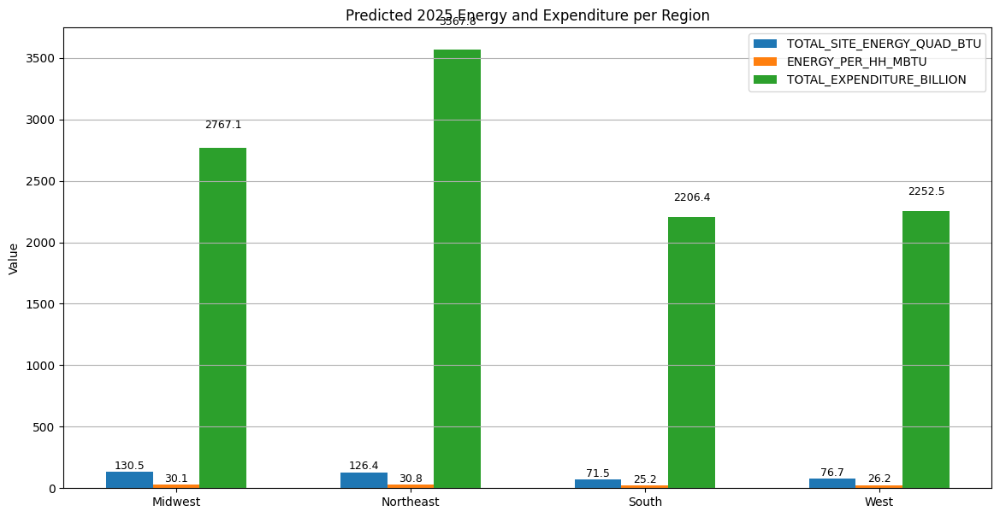 Predicted 2025 Energy and Expenditure per Region
TOTAL_SITE_ENERGY_QUAD_BTU
ENERGY_PER_HH_MBTU
TOTAL_EXPENDITURE_BILLION
Value
3500
3000
2500
2000
1500
1000
500
0
130.5
30.1
2767.1
126.4
30.8
3567.8
71.5
25.2
2206.4
76.7
26.2
2252.5
Midwest
Northeast
South
West